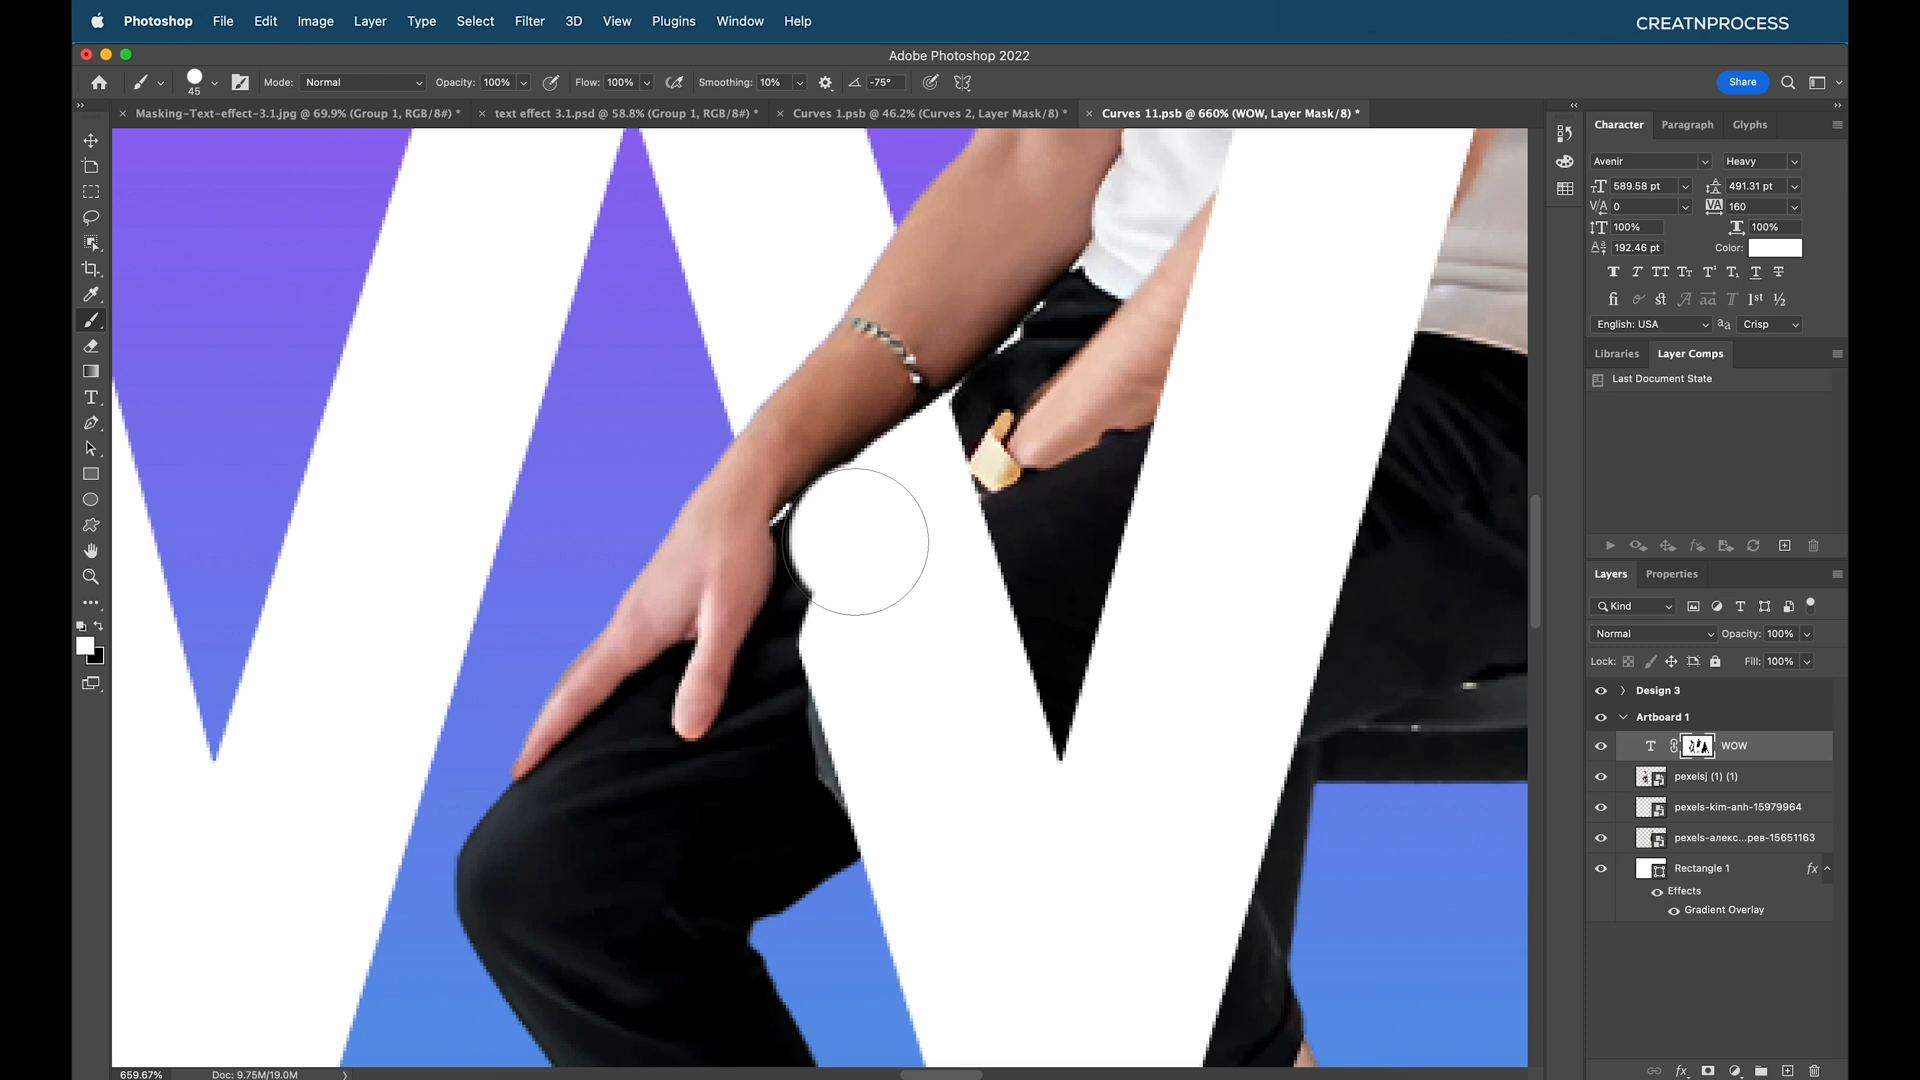 Photoshop File Edit Image Layer Type Select Filter 3D View Plugins Window Help
CREATNPROCESS
Adobe Photoshop 2022
45 Mode: Normal Opacity: 100% Flow: 100% Smoothing: 10% -75° Share
Masking-Text-effect-3.1.jpg @ 69.9% (Group 1, RGB/8#) *
text effect 3.1.psd @ 58.8% (Group 1, RGB/8#) *
Curves 1.psb @ 46.2% (Curves 2, Layer Mask/8) *
Curves 11.psb @ 660% (WOW, Layer Mask/8) *
Character Paragraph Glyphs
Avenir Heavy
589.58 pt 491.31 pt
0 160
100% 100%
192.46 pt Color:
English: USA Crisp
Libraries Layer Comps
Last Document State
Layers Properties
Kind
Normal Opacity: 100%
Lock: Fill: 100%
Design 3
Artboard 1
WOW
pexelsj (1) (1)
pexels-kim-anh-15979964
pexels-алекс...рев-15651163
Rectangle 1 fx
Effects
Gradient Overlay
659.67% Doc: 9.75M/19.0M